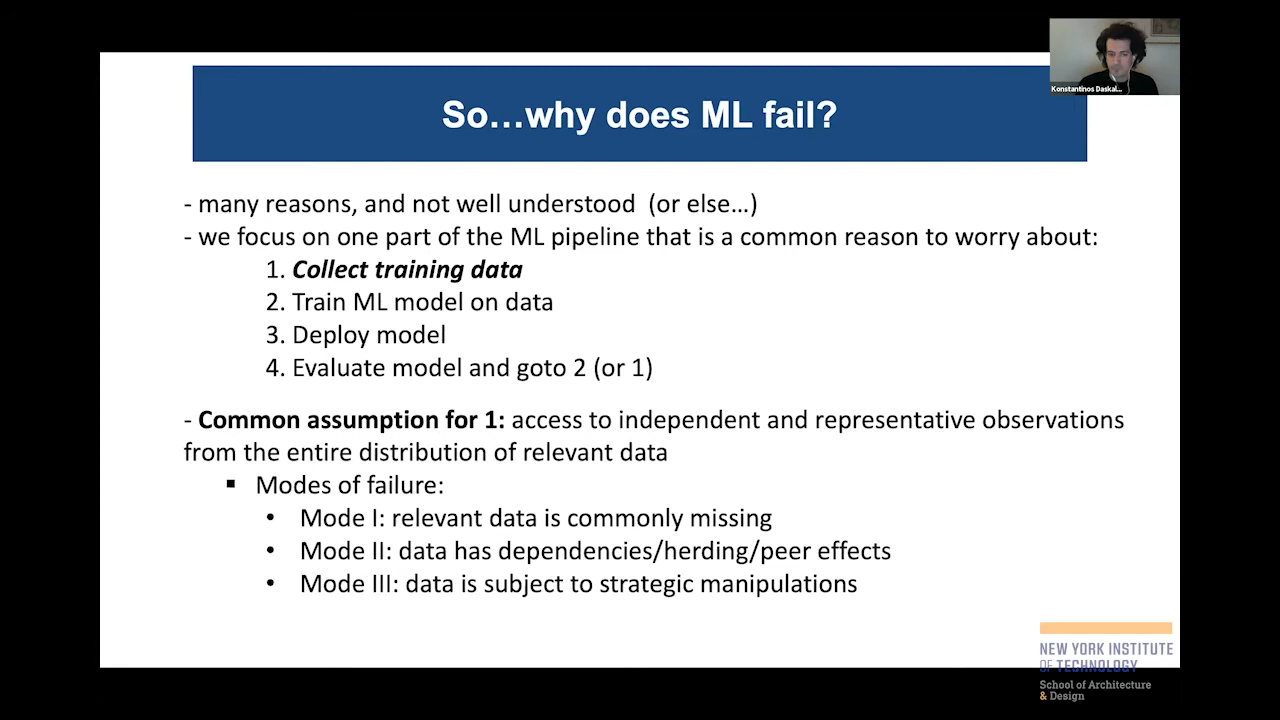 So…why does ML fail?
Konstantinos Daskal...
- many reasons, and not well understood (or else…)
- we focus on one part of the ML pipeline that is a common reason to worry about:
1. Collect training data
2. Train ML model on data
3. Deploy model
4. Evaluate model and goto 2 (or 1)
- Common assumption for 1: access to independent and representative observations
from the entire distribution of relevant data
▪ Modes of failure:
• Mode I: relevant data is commonly missing
• Mode II: data has dependencies/herding/peer effects
• Mode III: data is subject to strategic manipulations
NEW YORK INSTITUTE
OF TECHNOLOGY
School of Architecture
& Design